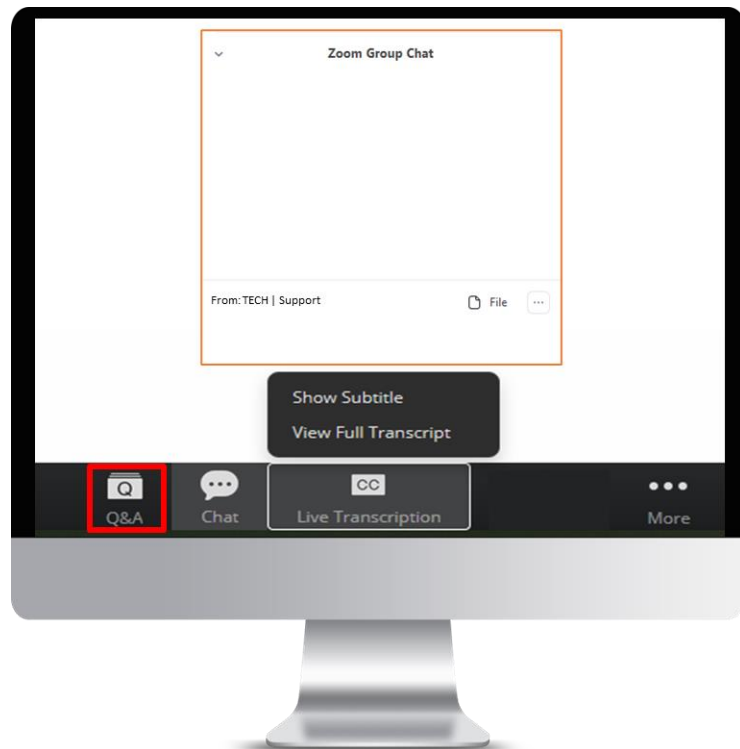 Zoom Group Chat
From: TECH | Support
File
Show Subtitle
View Full Transcript
Q
CC
Q&A
Chat
Live Transcription
More